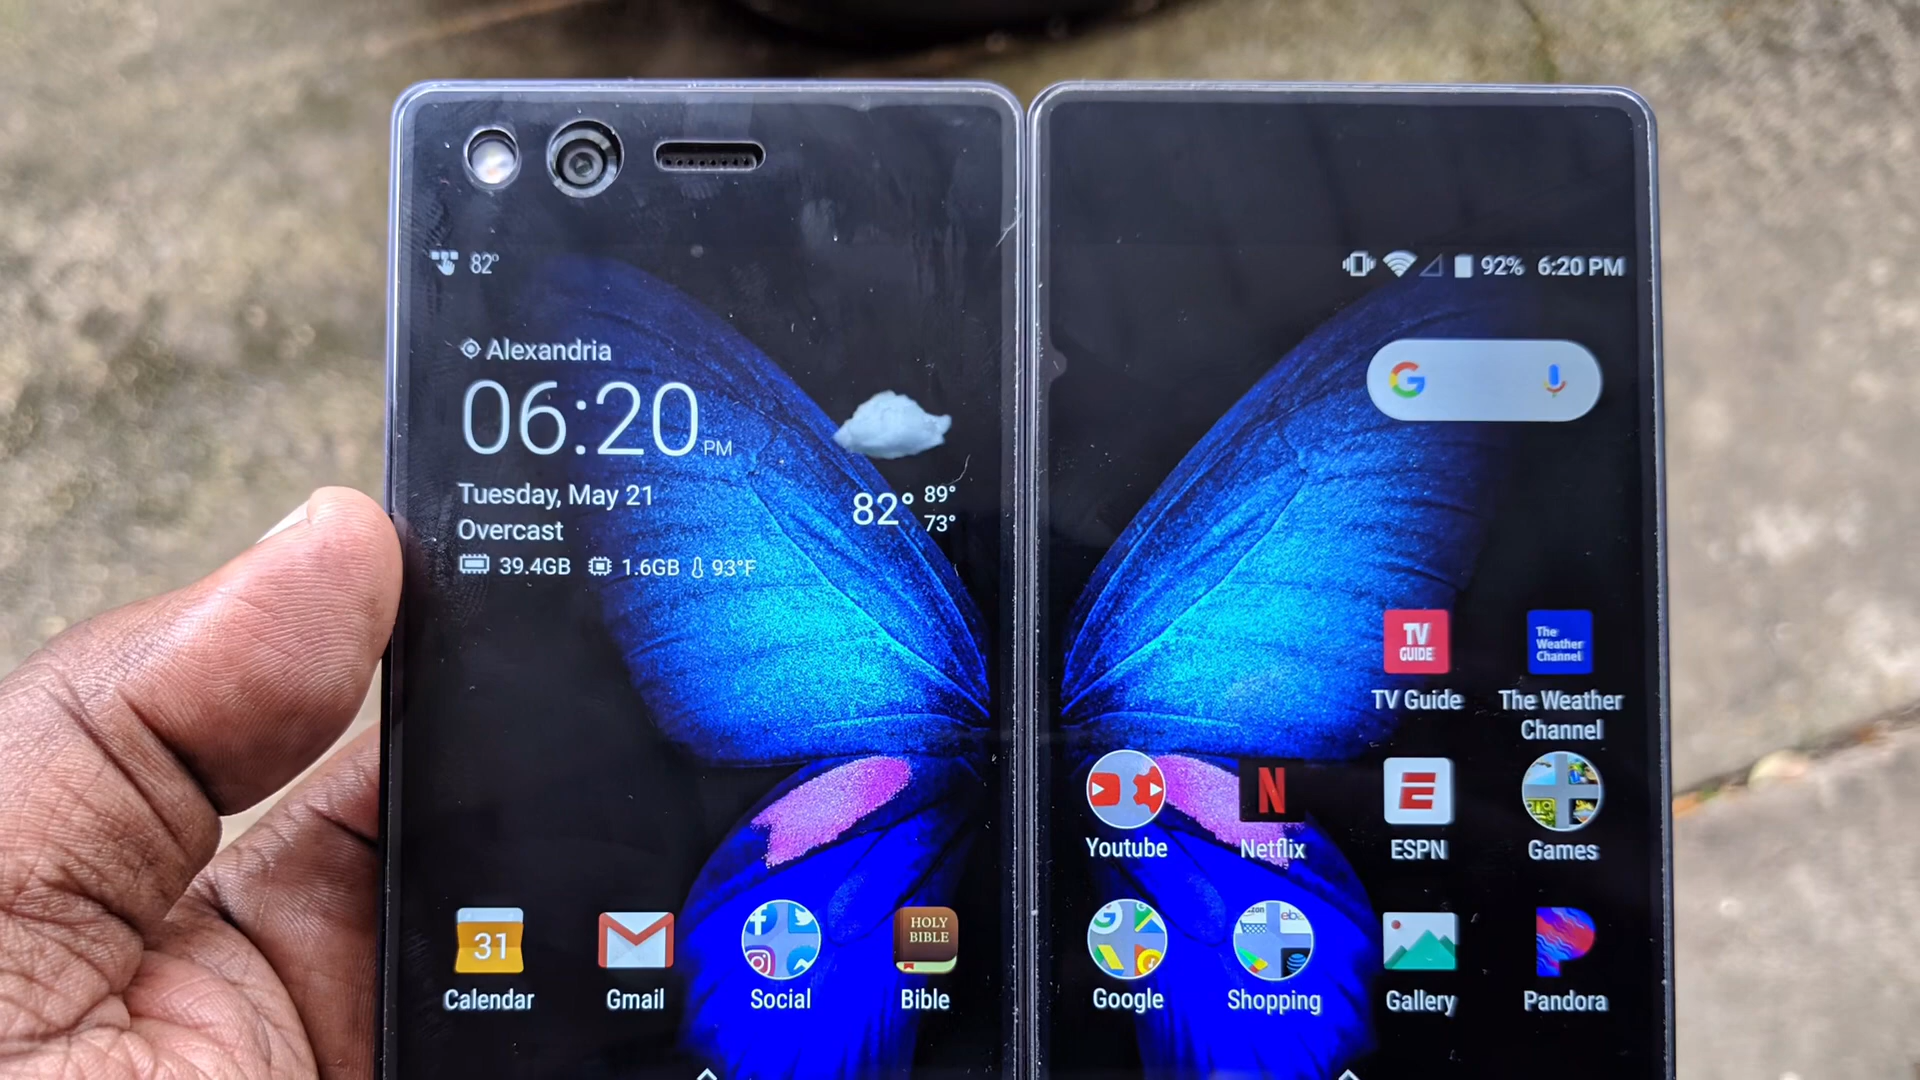 82°
92% 6:20 PM
Alexandria
06:20 PM
Tuesday, May 21
Overcast
82° 89°
73°
39.4GB 1.6GB 93°F
G
TV
GUIDE
The
Weather
Channel
TV Guide
The Weather
Channel
N
E
Youtube
Netflix
ESPN
Games
31
HOLY
BIBLE
Calendar
Gmail
Social
Bible
Google
Shopping
Gallery
Pandora